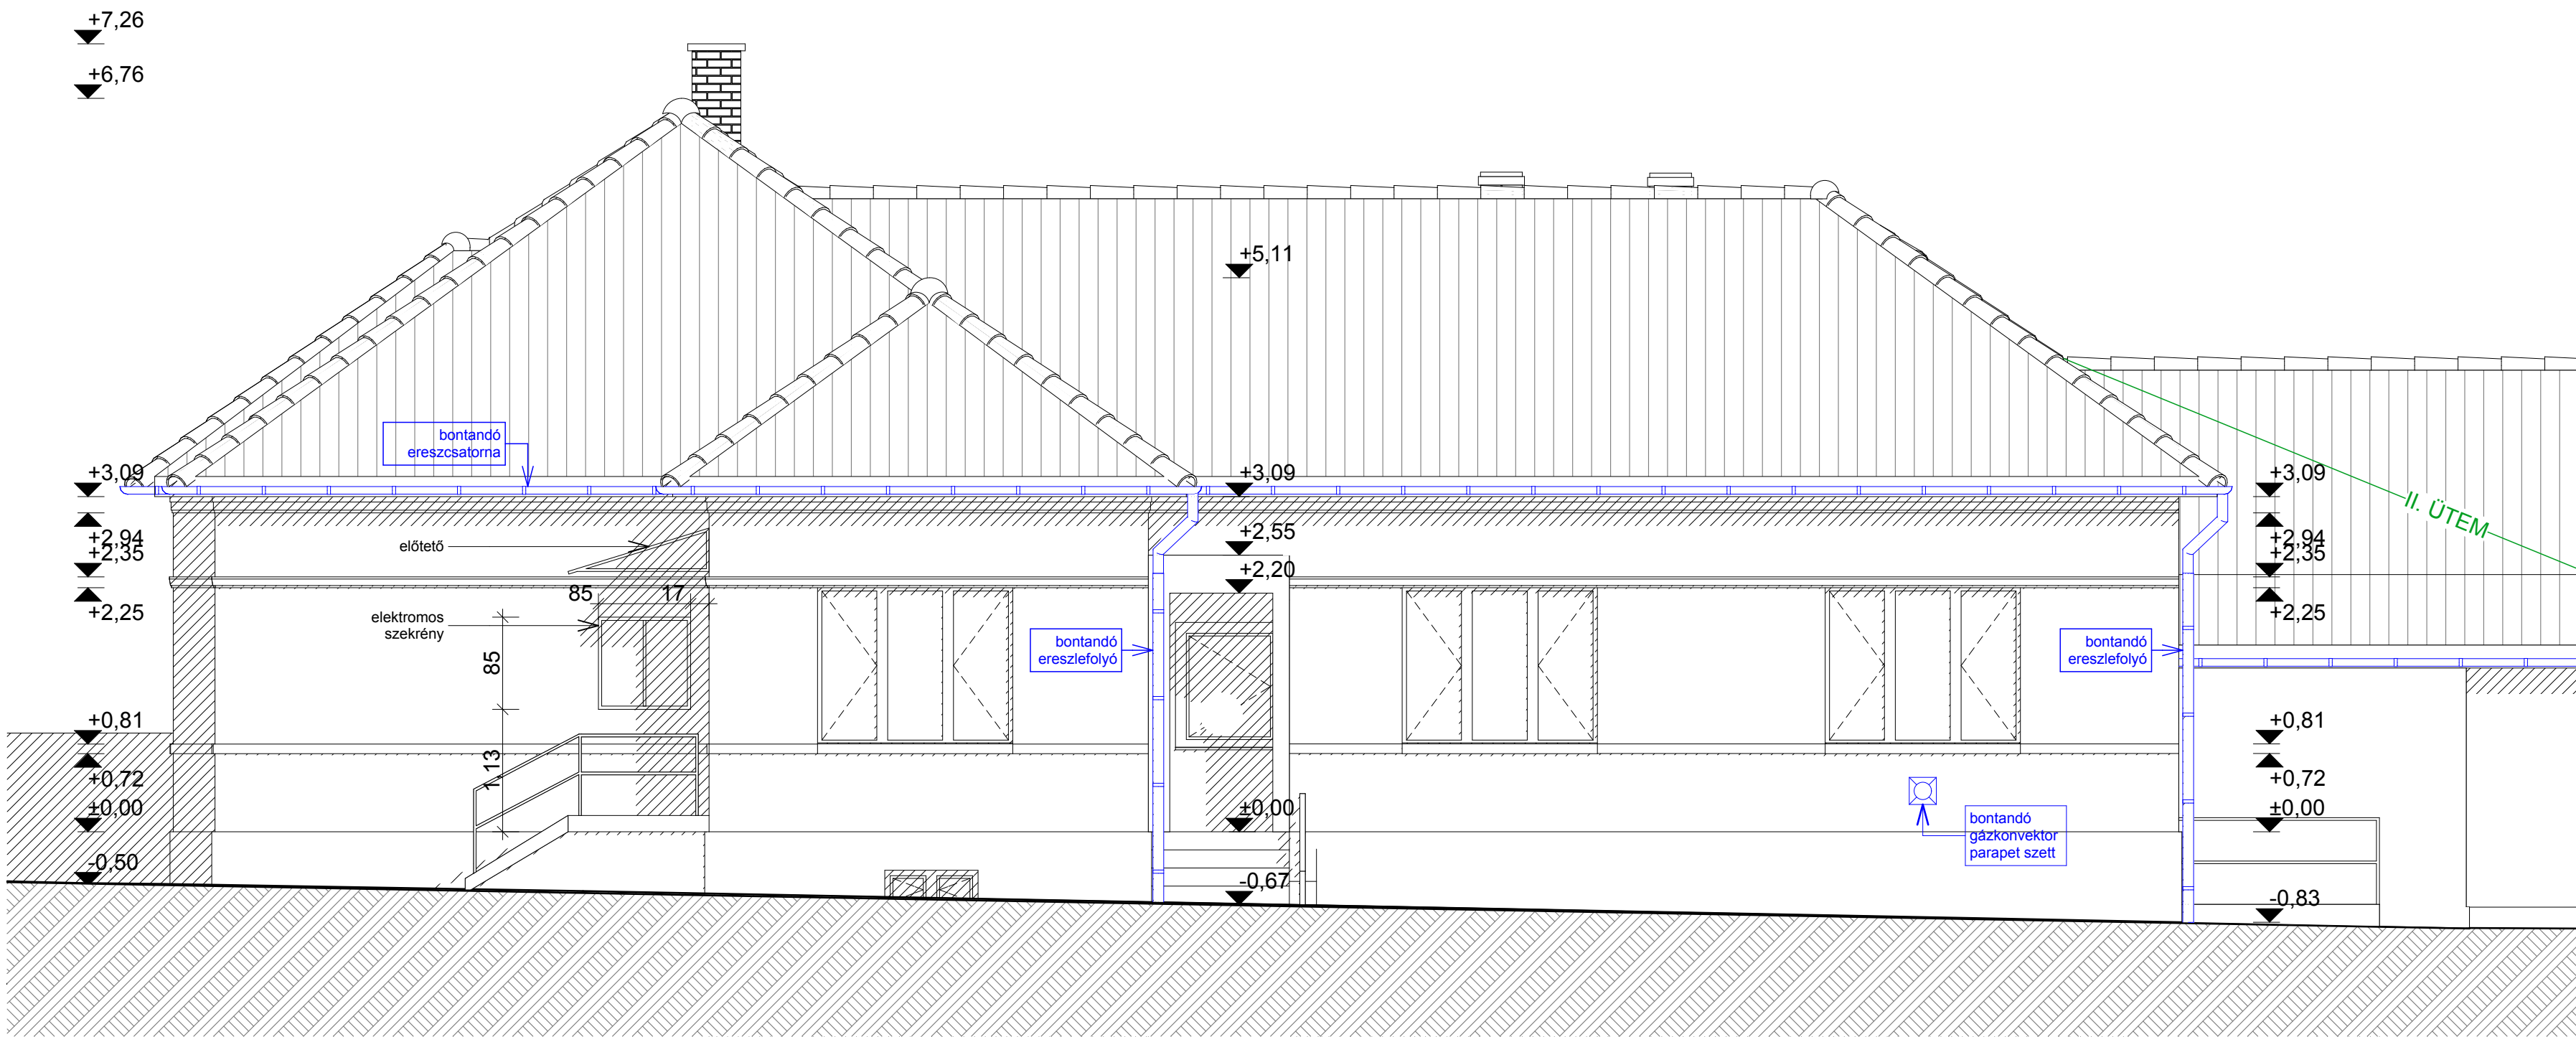 +7,26
+6,76
+5,11
bontandó
ereszcsatorna
+3,09
+3,09
+3,09
II. ÜTEM
+2,94
+2,35
előtető
+2,55
+2,94
+2,35
+2,20
85
17
+2,25
elektromos
szekrény
+2,25
85
bontandó
ereszlefolyó
bontandó
ereszlefolyó
+0,81
+0,81
113
+0,72
+0,72
±0,00
±0,00
±0,00
bontandó
gázkonvektor
parapet szett
-0,50
-0,67
-0,83